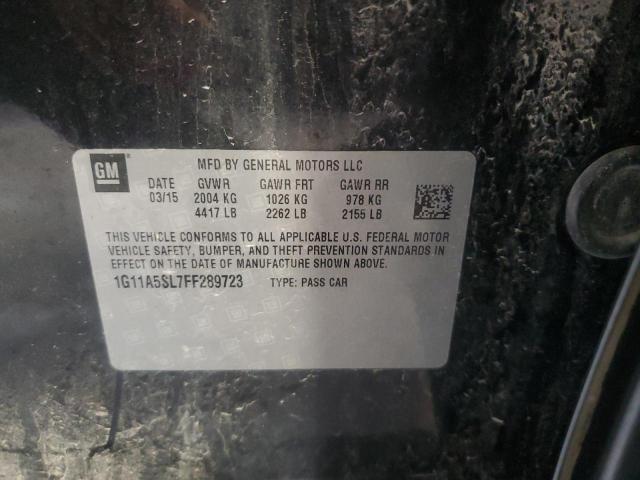 GM
MFD BY GENERAL MOTORS LLC
DATE GVWR GAWR FRT GAWR RR
03/15 2004 KG 1026 KG 978 KG
4417 LB 2262 LB 2155 LB
THIS VEHICLE CONFORMS TO ALL APPLICABLE U.S. FEDERAL MOTOR
VEHICLE SAFETY, BUMPER, AND THEFT PREVENTION STANDARDS IN
EFFECT ON THE DATE OF MANUFACTURE SHOWN ABOVE.
1G11A5SL7FF289723 TYPE: PASS CAR